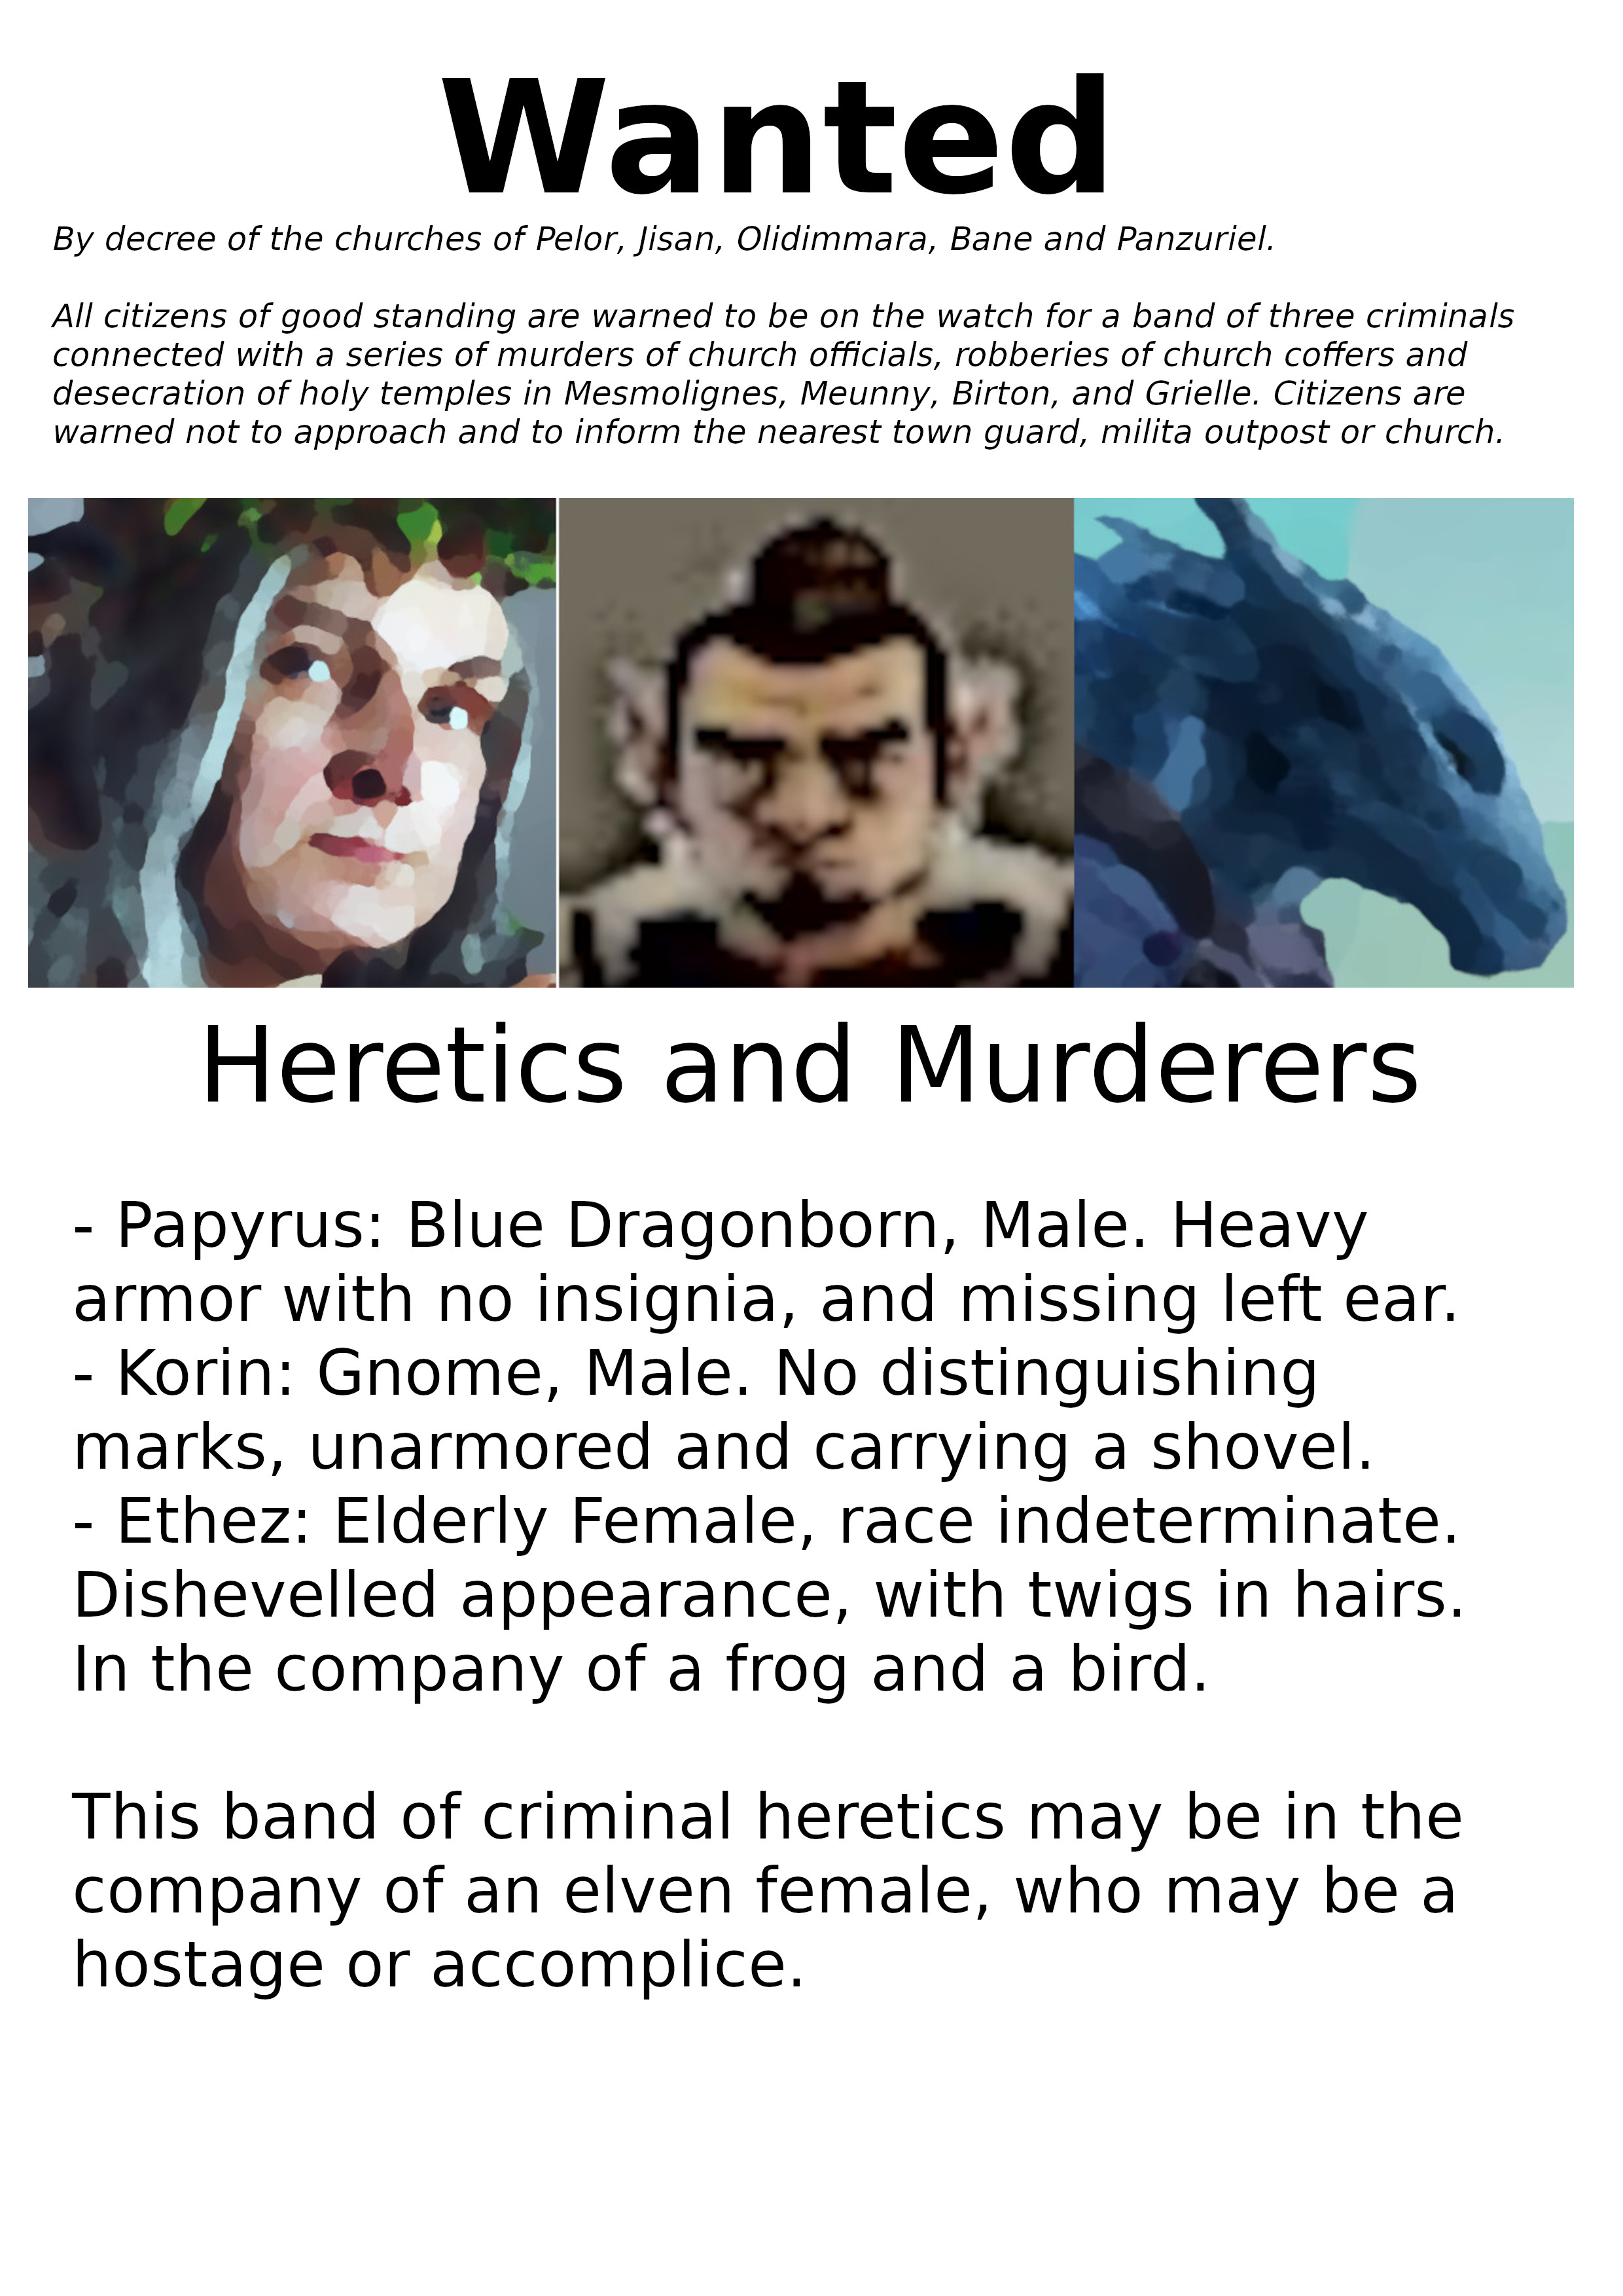 Wanted
By decree of the churches of Pelor, Jisan, Olidimmara, Bane and Panzuriel.
All citizens of good standing are warned to be on the watch for a band of three criminals
connected with a series of murders of church officials, robberies of church coffers and
desecration of holy temples in Mesmolignes, Meunny, Birton, and Grielle. Citizens are
warned not to approach and to inform the nearest town guard, milita outpost or church.
Heretics and Murderers
- Papyrus: Blue Dragonborn, Male. Heavy
armor with no insignia, and missing left ear.
- Korin: Gnome, Male. No distinguishing
marks, unarmored and carrying a shovel.
- Ethez: Elderly Female, race indeterminate.
Dishevelled appearance, with twigs in hairs.
In the company of a frog and a bird.
This band of criminal heretics may be in the
company of an elven female, who may be a
hostage or accomplice.